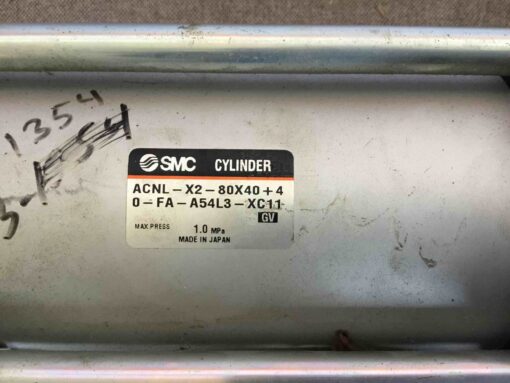 1354
SMC CYLINDER
ACNL-X2-80X40+4
0-FA-A54L3-XC11
GV
MAX.PRESS 1.0 MPa
MADE IN JAPAN